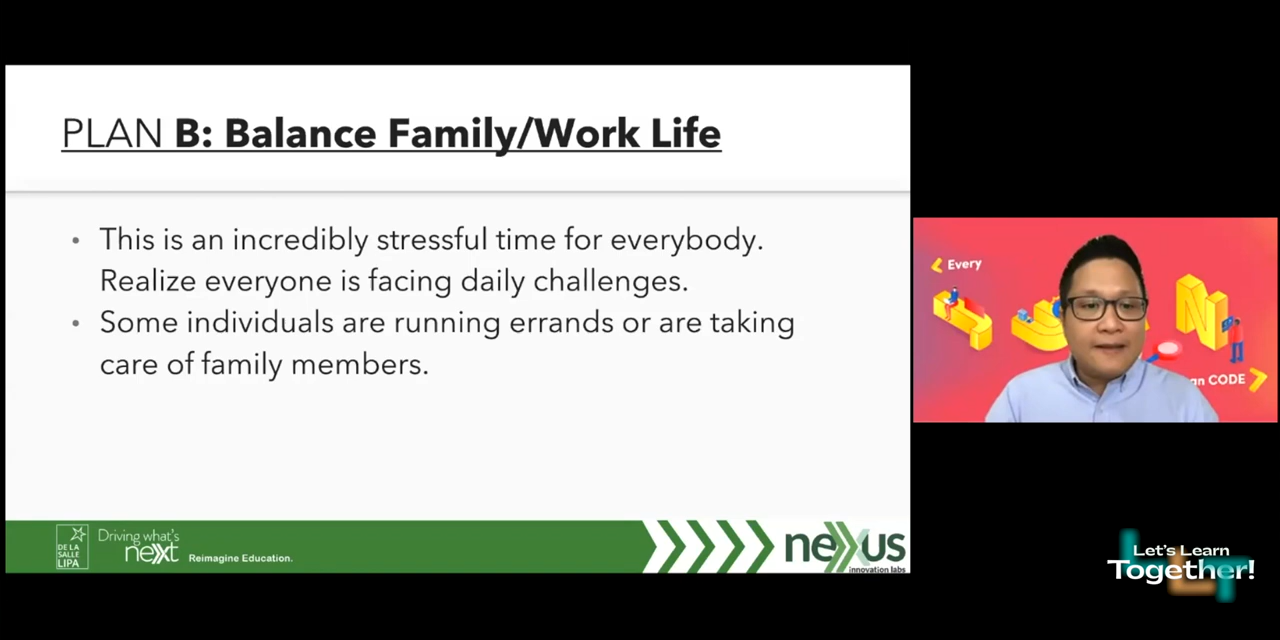 PLAN B: Balance Family/Work Life
• This is an incredibly stressful time for everybody.
Realize everyone is facing daily challenges.
• Some individuals are running errands or are taking
care of family members.
DE LA
SALLE
LIPA
Driving what's
next
Reimagine Education.
nexus
innovation labs
< Every
an CODE >
Let's Learn
Together!
LLT